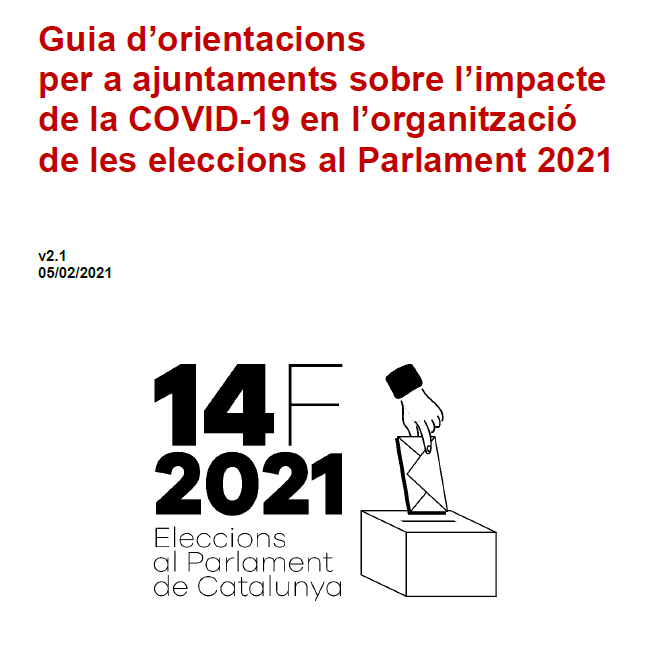 Guia d’orientacions
per a ajuntaments sobre l’impacte
de la COVID-19 en l’organització
de les eleccions al Parlament 2021
v2.1
05/02/2021
14F
2021
Eleccions
al Parlament
de Catalunya